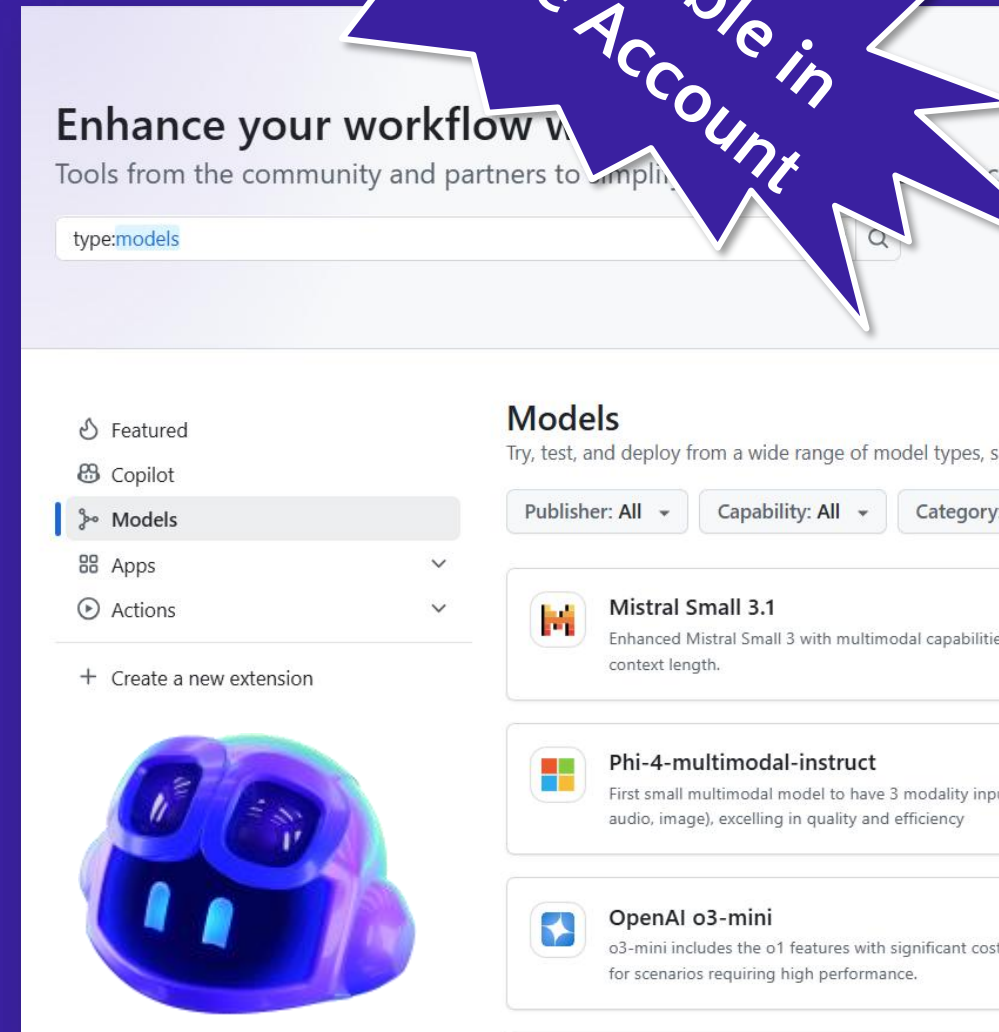 ble in
Account
Enhance your workflow w
Tools from the community and partners to simplify
type:models
Featured
Copilot
Models
Apps
Actions
Create a new extension
Models
Try, test, and deploy from a wide range of model types, s
Publisher: All
Capability: All
Category:
Mistral Small 3.1
Enhanced Mistral Small 3 with multimodal capabilitie
context length.
Phi-4-multimodal-instruct
First small multimodal model to have 3 modality inpu
audio, image), excelling in quality and efficiency
OpenAI o3-mini
o3-mini includes the o1 features with significant cost
for scenarios requiring high performance.